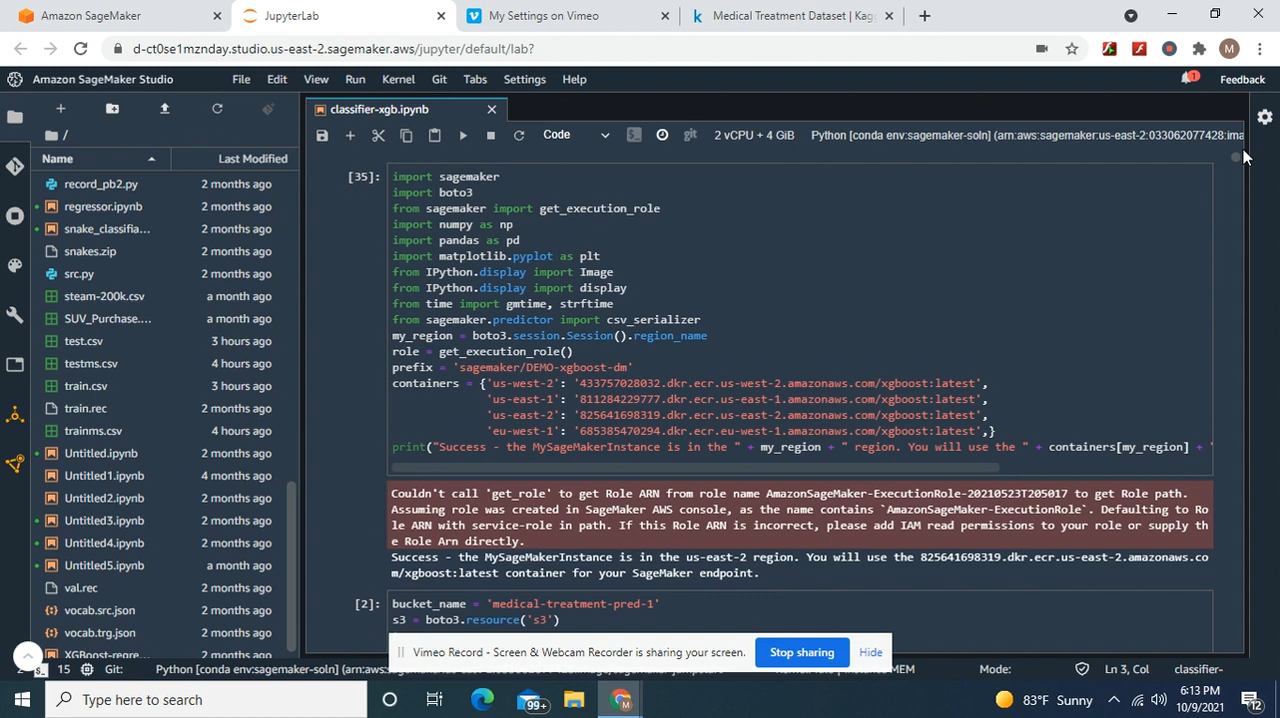 Amazon SageMaker
JupyterLab
My Settings on Vimeo
Medical Treatment Dataset | Kag
d-ct0se1mznday.studio.us-east-2.sagemaker.aws/jupyter/default/lab?
M
Amazon SageMaker Studio File Edit View Run Kernel Git Tabs Settings Help 1 Feedback
classifier-xgb.ipynb
Code git 2 vCPU + 4 GiB Python [conda env:sagemaker-soln] (arn:aws:sagemaker:us-east-2:033062077428:ima
/
Name Last Modified
record_pb2.py 2 months ago
regressor.ipynb 2 months ago
snake_classifia... 2 months ago
snakes.zip 2 months ago
src.py 2 months ago
steam-200k.csv a month ago
SUV_Purchase.... a month ago
test.csv 3 hours ago
testms.csv 4 hours ago
train.csv 3 hours ago
train.rec 2 months ago
trainms.csv 4 hours ago
Untitled.ipynb 2 months ago
Untitled1.ipynb 4 months ago
Untitled2.ipynb 2 months ago
Untitled3.ipynb 2 months ago
Untitled4.ipynb 2 months ago
Untitled5.ipynb a month ago
val.rec 2 months ago
vocab.src.json 2 months ago
vocab.trg.json 2 months ago
XGBoost-regre... 2 months ago
[35]: import sagemaker
import boto3
from sagemaker import get_execution_role
import numpy as np
import pandas as pd
import matplotlib.pyplot as plt
from IPython.display import Image
from IPython.display import display
from time import gmtime, strftime
from sagemaker.predictor import csv_serializer
my_region = boto3.session.Session().region_name
role = get_execution_role()
prefix = 'sagemaker/DEMO-xgboost-dm'
containers = {'us-west-2': '433757028032.dkr.ecr.us-west-2.amazonaws.com/xgboost:latest',
'us-east-1': '811284229777.dkr.ecr.us-east-1.amazonaws.com/xgboost:latest',
'us-east-2': '825641698319.dkr.ecr.us-east-2.amazonaws.com/xgboost:latest',
'eu-west-1': '685385470294.dkr.ecr.eu-west-1.amazonaws.com/xgboost:latest',}
print("Success - the MySageMakerInstance is in the " + my_region + " region. You will use the " + containers[my_region] + "
Couldn't call 'get_role' to get Role ARN from role name AmazonSageMaker-ExecutionRole-20210523T205017 to get Role path.
Assuming role was created in SageMaker AWS console, as the name contains `AmazonSageMaker-ExecutionRole`. Defaulting to Ro
le ARN with service-role in path. If this Role ARN is incorrect, please add IAM read permissions to your role or supply th
e Role Arn directly.
Success - the MySageMakerInstance is in the us-east-2 region. You will use the 825641698319.dkr.ecr.us-east-2.amazonaws.co
m/xgboost:latest container for your SageMaker endpoint.
[2]: bucket_name = 'medical-treatment-pred-1'
s3 = boto3.resource('s3')
Vimeo Record - Screen & Webcam Recorder is sharing your screen. Stop sharing Hide
15 Git: Python [conda env:sagemaker-soln] (arn:aws:sagemaker:us-east Mode: Ln 3, Col classifier-
Type here to search 99+ M 83°F Sunny 6:13 PM
10/9/2021 12